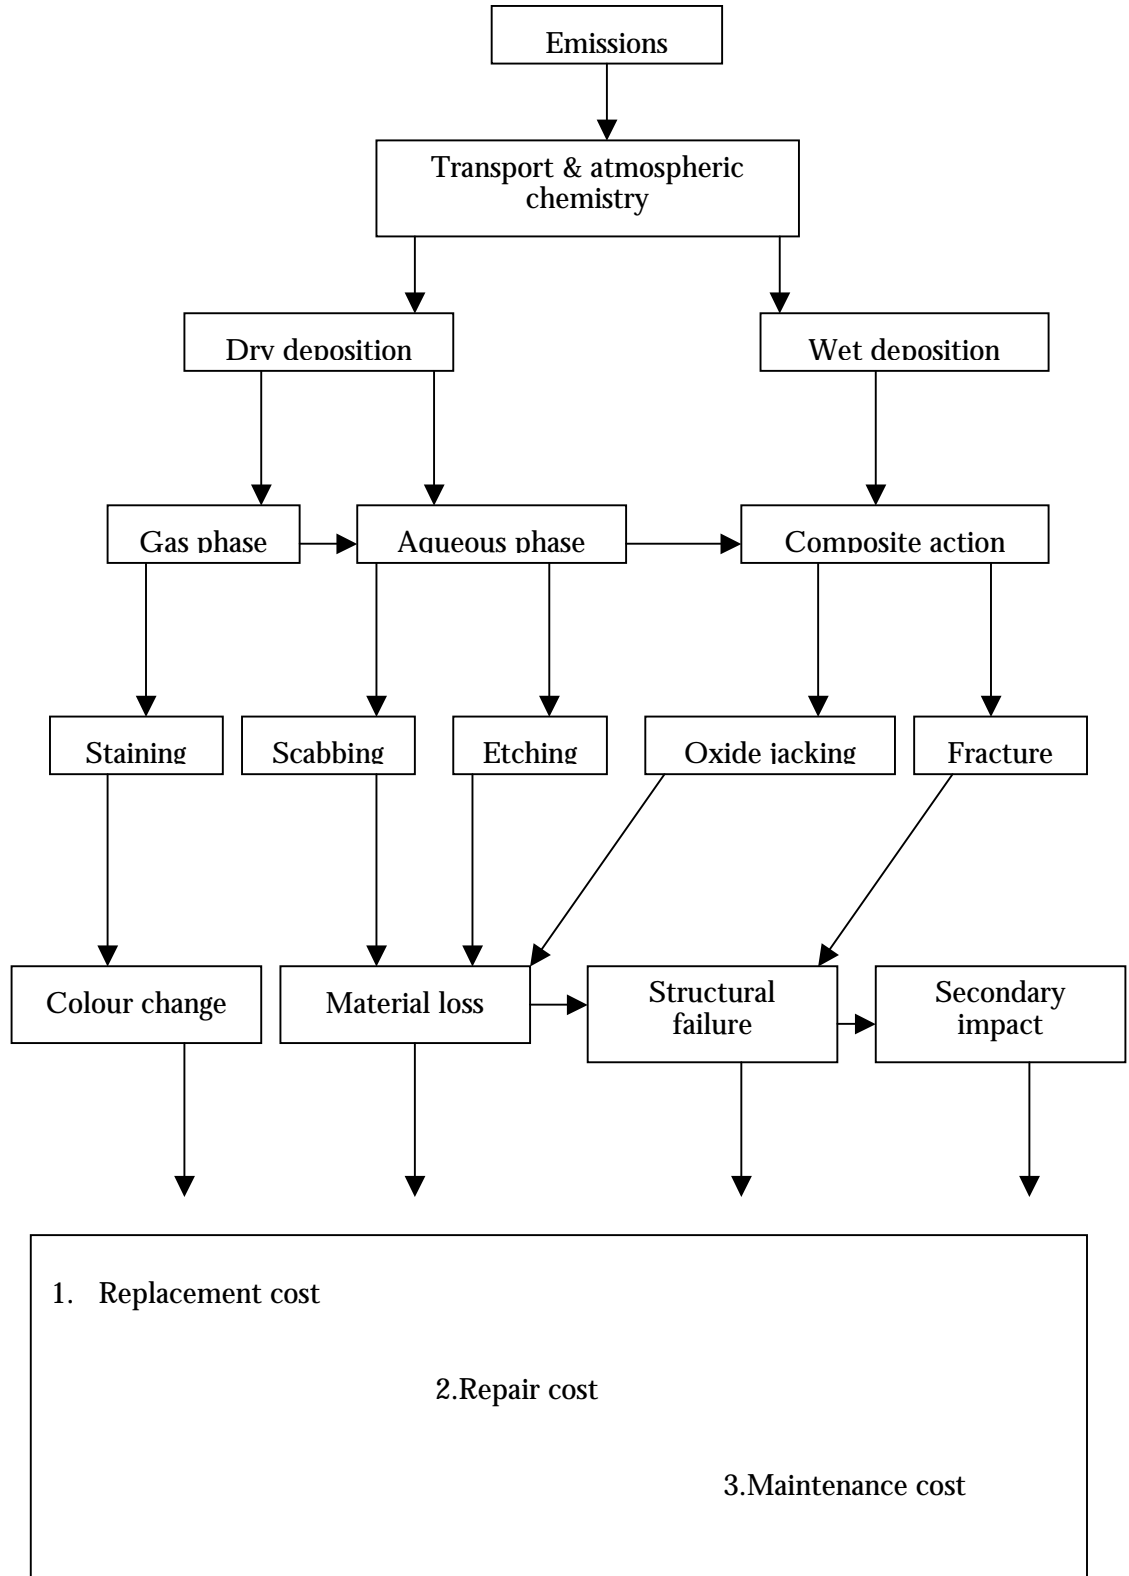 Emissions
Transport & atmospheric
chemistry
Dry deposition
Wet deposition
Gas phase
Aqueous phase
Composite action
Staining
Scabbing
Etching
Oxide jacking
Fracture
Colour change
Material loss
Structural
failure
Secondary
impact
1. Replacement cost
2.Repair cost
3.Maintenance cost